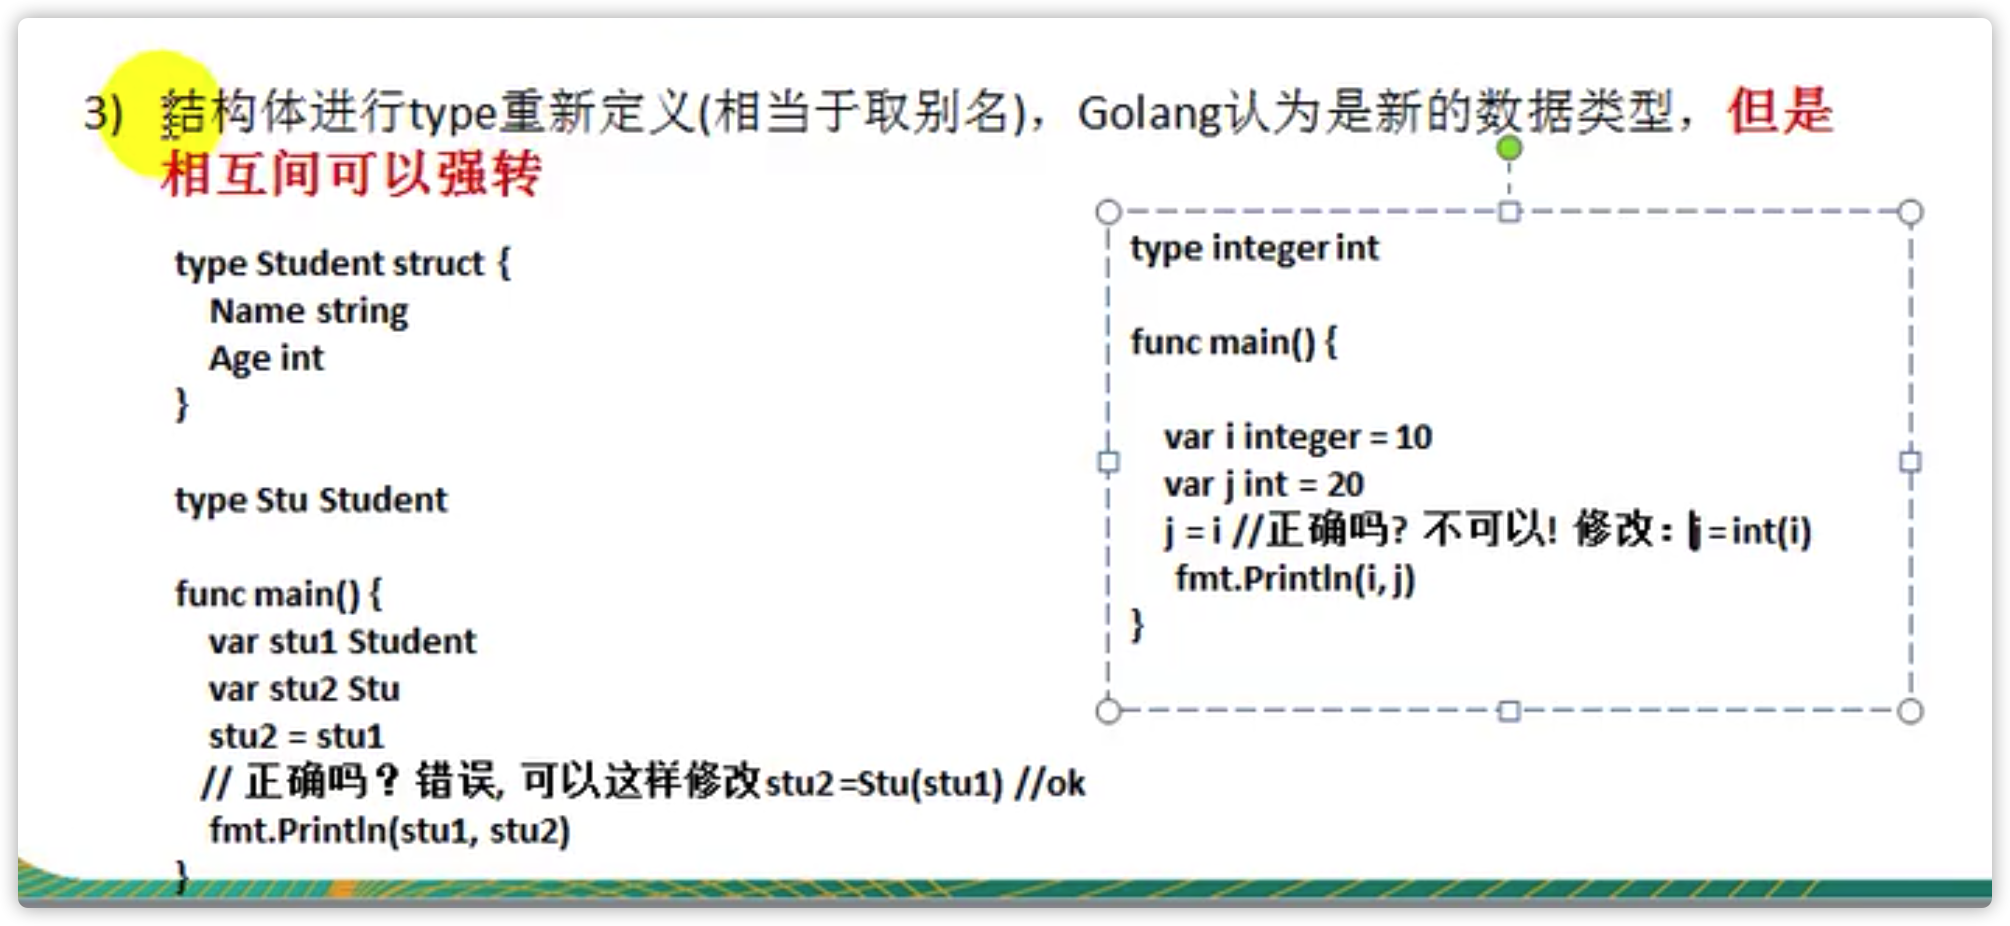 3) 结构体进行type重新定义(相当于取别名)，Golang认为是新的数据类型，但是
相互间可以强转
type Student struct {
Name string
Age int
}
type Stu Student
func main() {
var stu1 Student
var stu2 Stu
stu2 = stu1
// 正确吗？错误, 可以这样修改stu2 =Stu(stu1) //ok
fmt.Println(stu1, stu2)
}
type integer int
func main() {
var i integer = 10
var j int = 20
j = i //正确吗? 不可以! 修改: j = int(i)
fmt.Println(i, j)
}